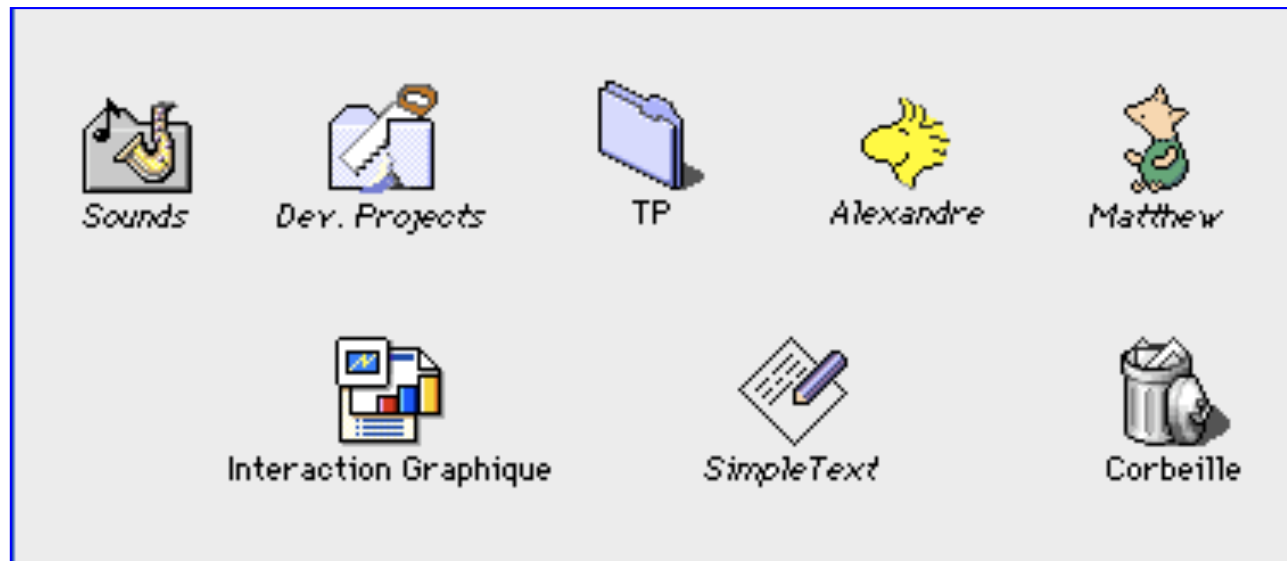 Sounds
Dev. Projects
TP
Alexandre
Matthew
Interaction Graphique
SimpleText
Corbeille